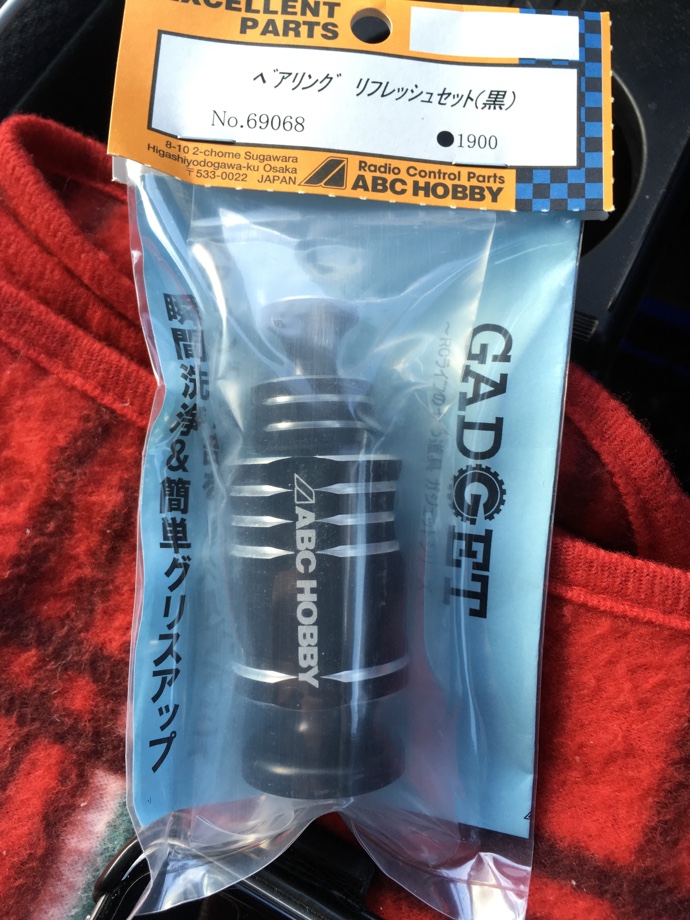 EXCELLENT
PARTS
ベアリング リフレッシュセット(黒)
No.69068
●1900
8-10 2-chome Sugawara
Higashiyodogawa-ku Osaka
〒533-0022 JAPAN
Radio Control Parts
ABC HOBBY
瞬間洗浄&簡単グリスアップ
GADGET
ABC HOBBY